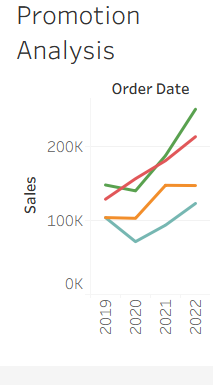 Promotion
Analysis
Order Date
200K
100K
0K
Sales
2019
2020
2021
2022